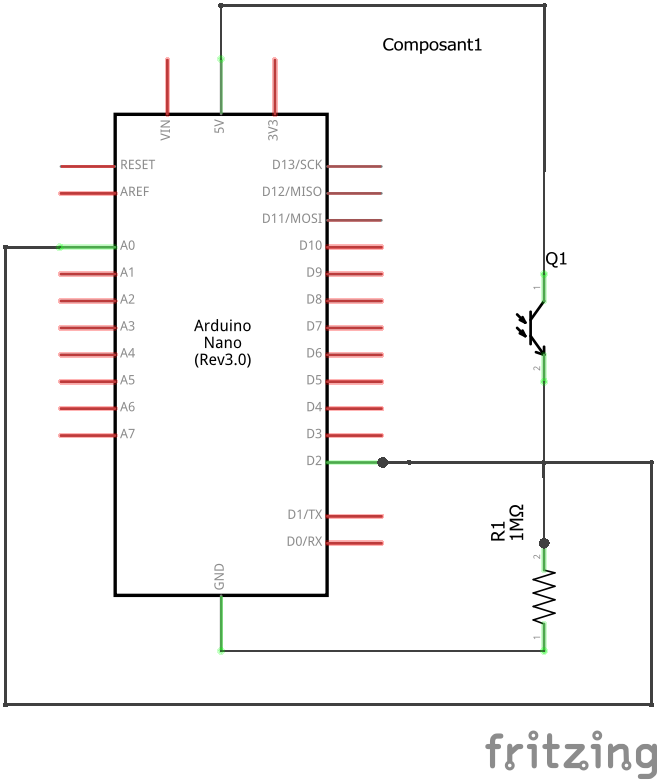 Composant1
VIN
5V
3V3
RESET
D13/SCK
AREF
D12/MISO
D11/MOSI
A0
D10
A1
D9
Q1
A2
D8
1
A3
D7
Arduino
Nano
(Rev3.0)
A4
D6
2
A5
D5
A6
D4
A7
D3
D2
D1/TX
R1
1MΩ
D0/RX
2
GND
1
fritzing